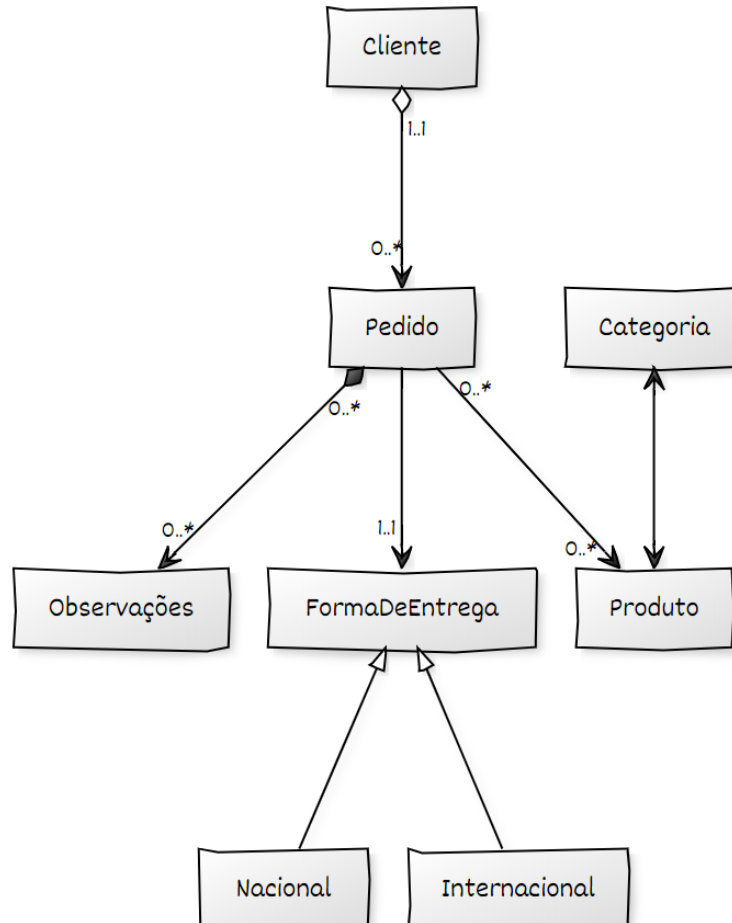 Cliente
1..1
0..*
Pedido
Categoria
0..*
0..*
0..*
1..1
0..*
Observações
FormaDeEntrega
Produto
Nacional
Internacional